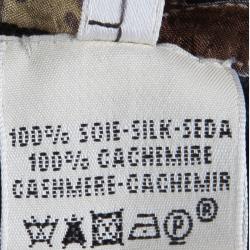 100% SOIE-SILK-SEDA
100% CACHEMIRE
CASHMERE-CACHEMIR
A P ®